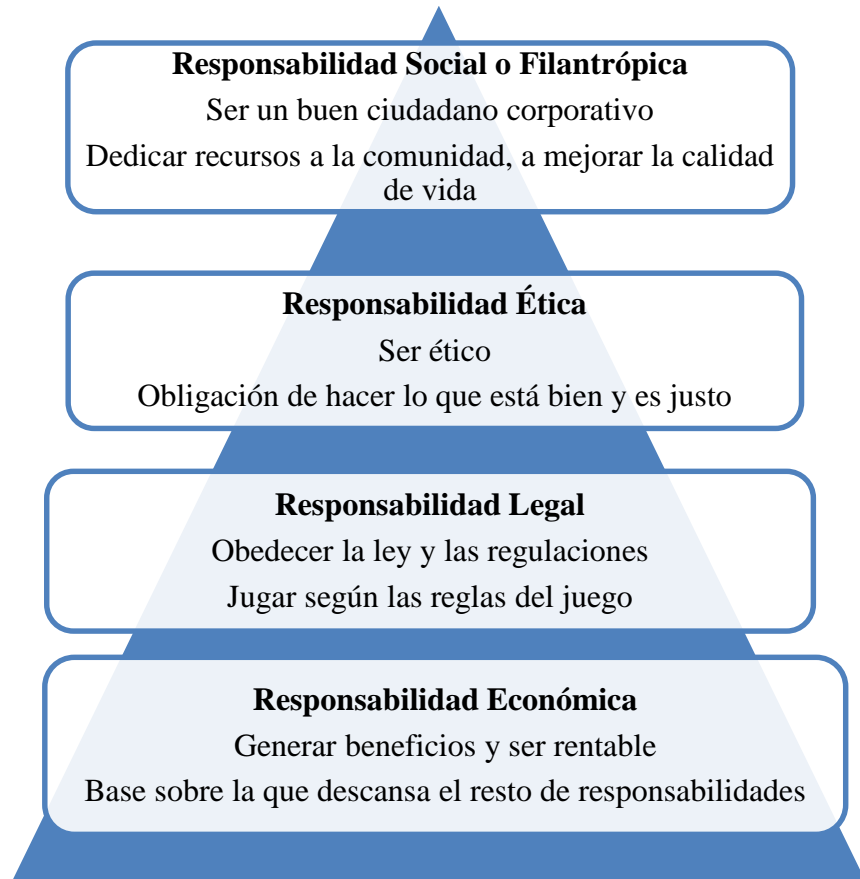 Responsabilidad Social o Filantrópica
Ser un buen ciudadano corporativo
Dedicar recursos a la comunidad, a mejorar la calidad
de vida
Responsabilidad Ética
Ser ético
Obligación de hacer lo que está bien y es justo
Responsabilidad Legal
Obedecer la ley y las regulaciones
Jugar según las reglas del juego
Responsabilidad Económica
Generar beneficios y ser rentable
Base sobre la que descansa el resto de responsabilidades